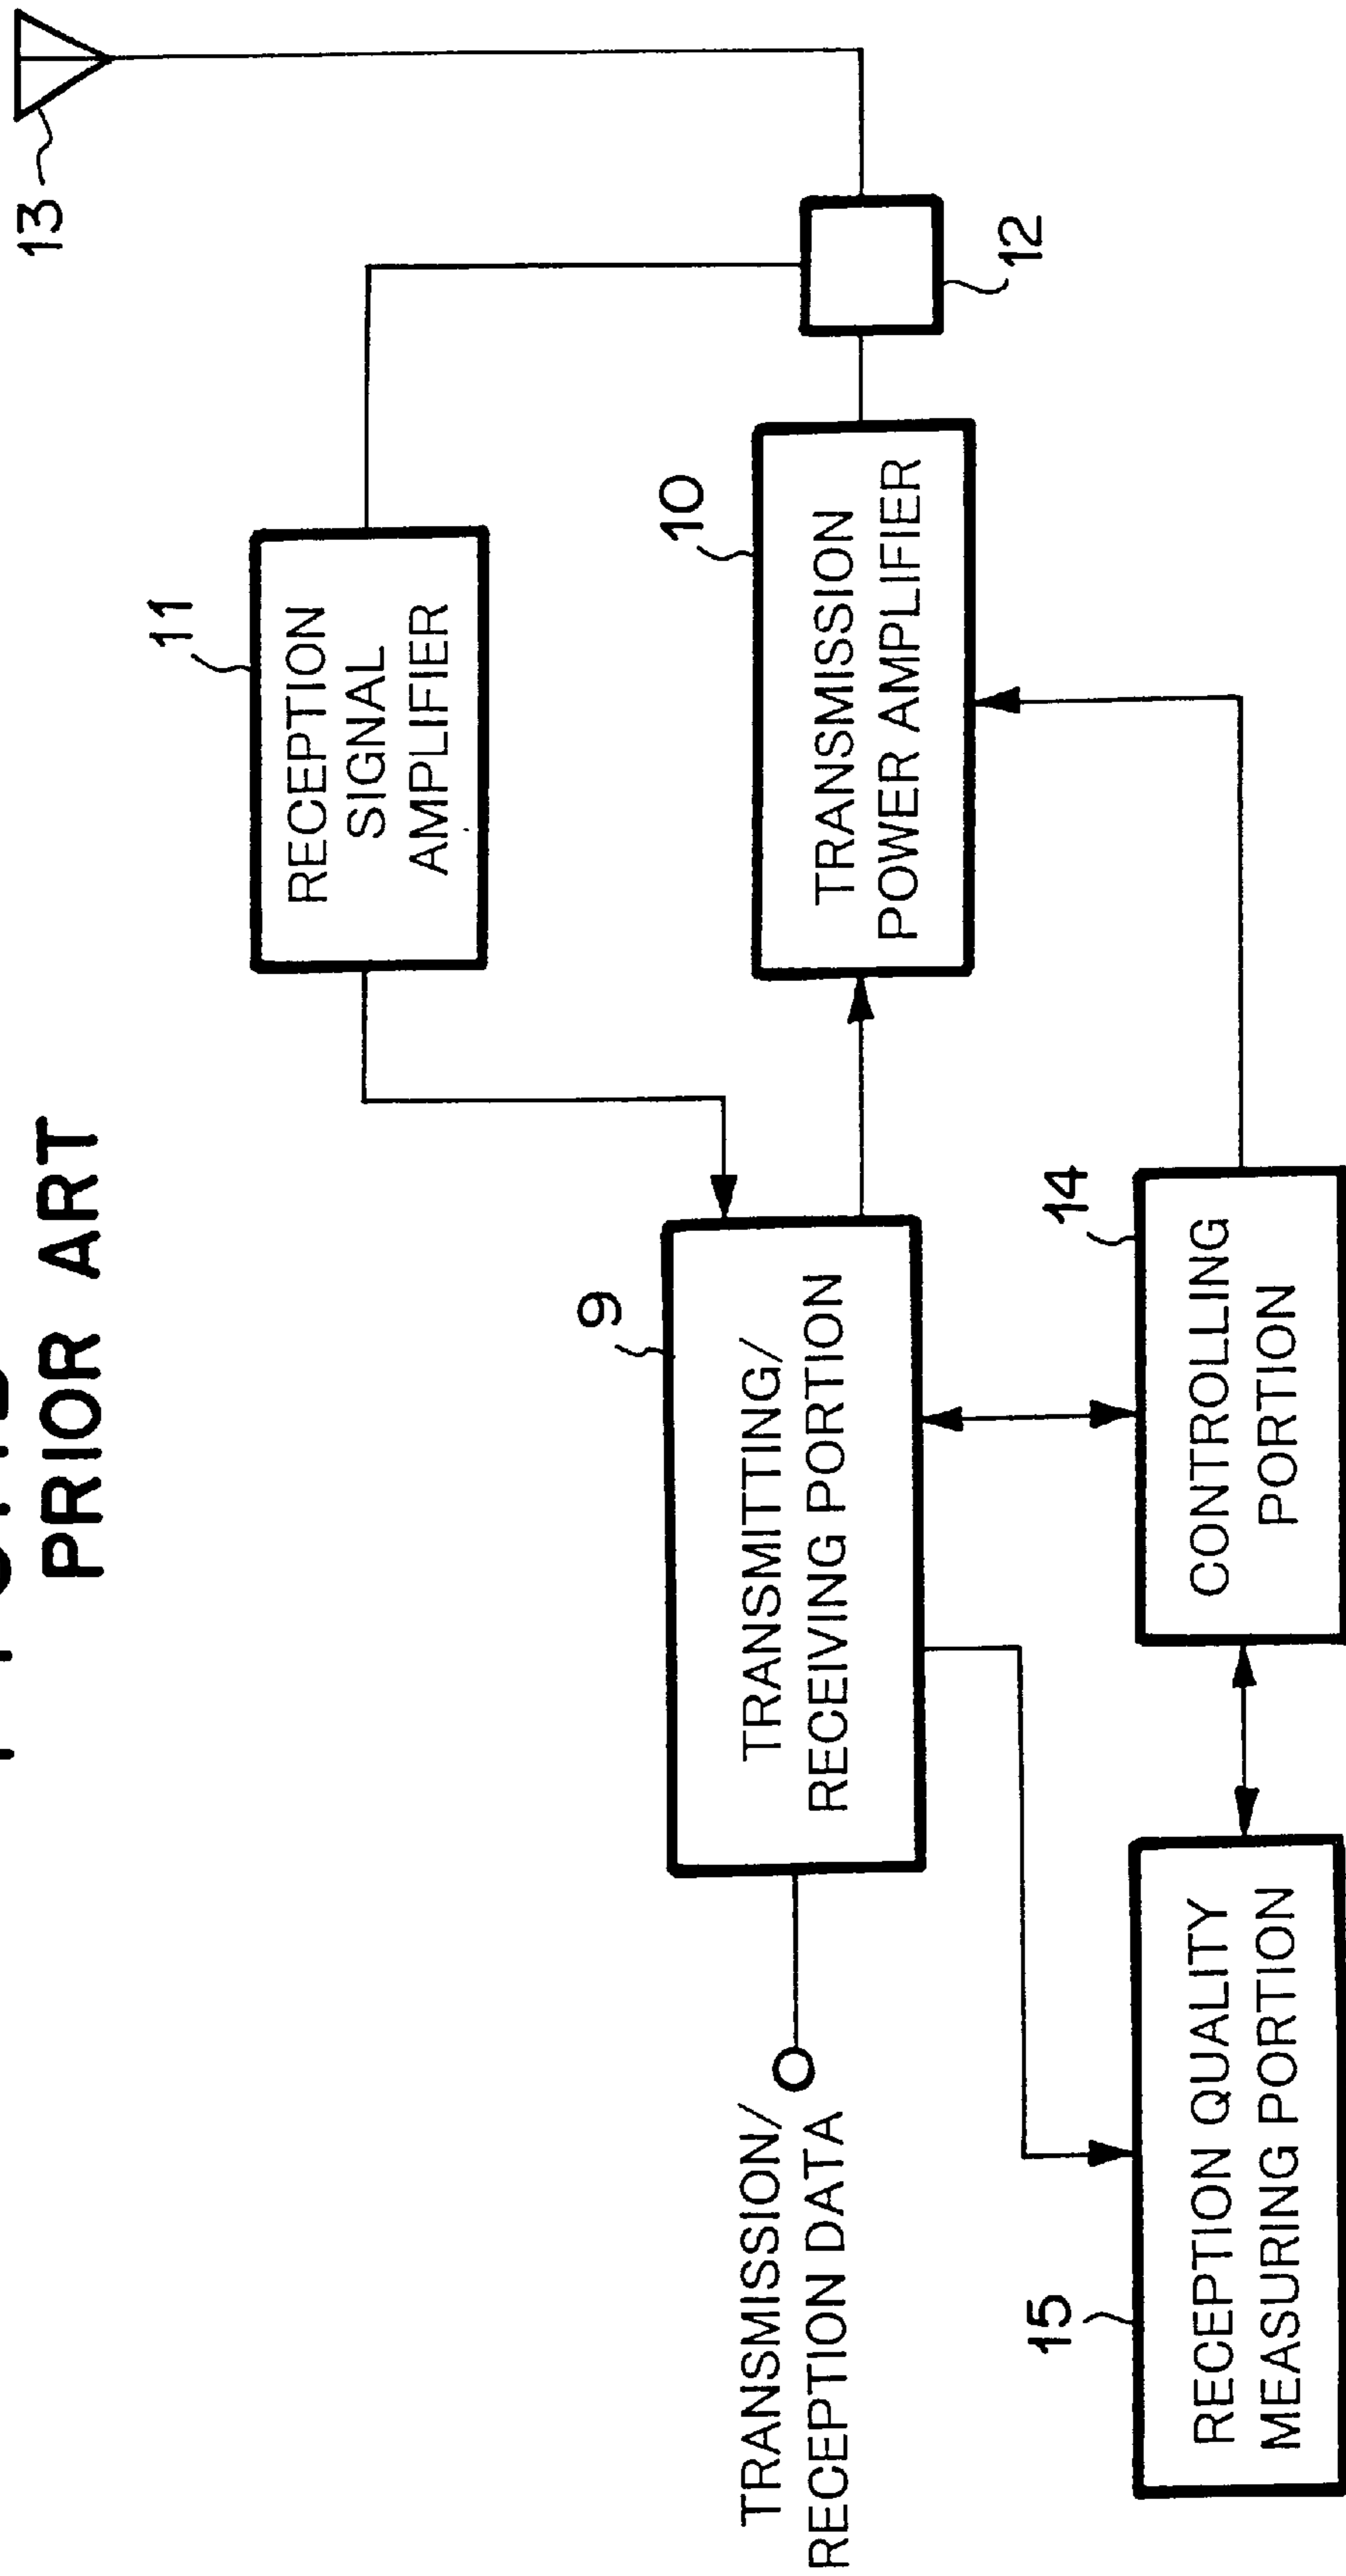 PRIOR ART
13
11
RECEPTION
SIGNAL
AMPLIFIER
12
10
TRANSMISSION
POWER AMPLIFIER
9
TRANSMITTING/
RECEIVING PORTION
TRANSMISSION/
RECEPTION DATA
14
CONTROLLING
PORTION
15
RECEPTION QUALITY
MEASURING PORTION